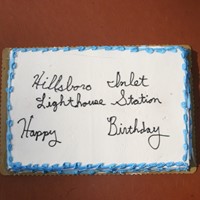 Hillsboro Inlet
Lighthouse Station
Happy Birthday